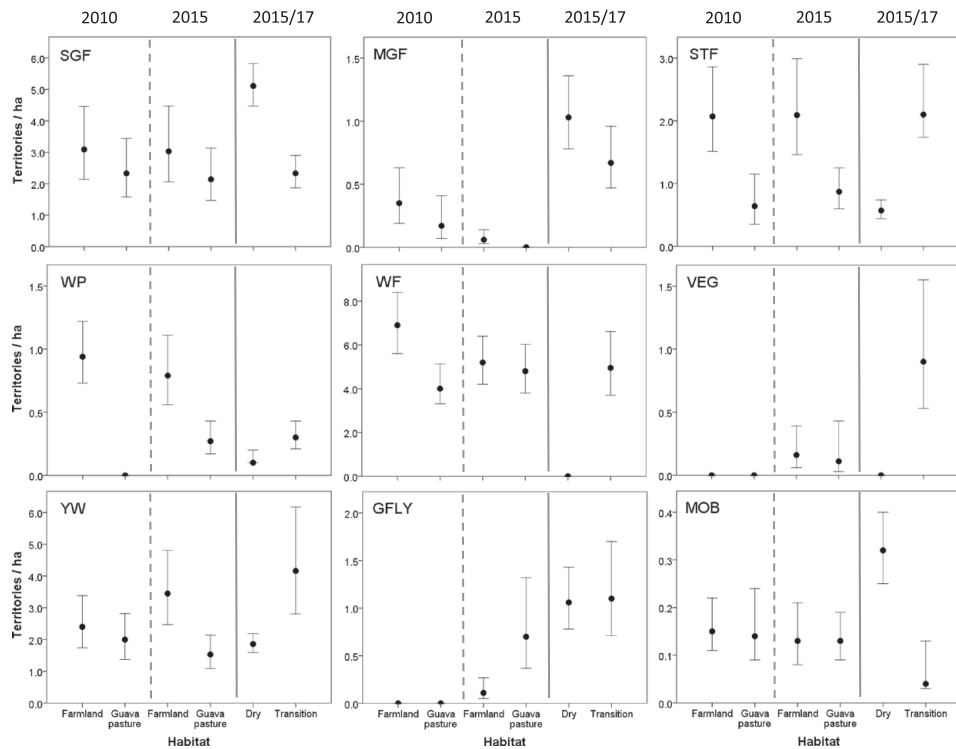 2010 2015 2015/17 2010 2015 2015/17 2010 2015 2015/17
SGF MGF STF
Territories / ha
6.0 5.0 4.0 3.0 2.0 1.0 0.0
1.5 1.0 0.5 0.0
3.0 2.0 1.0 0.0
WP WF VEG
Territories / ha
1.5 1.0 0.5 0.0
8.0 6.0 4.0 2.0 0.0
1.5 1.0 0.5 0.0
YW GFLY MOB
Territories / ha
6.0 5.0 4.0 3.0 2.0 1.0 0.0
2.0 1.5 1.0 0.5 0.0
0.4 0.3 0.2 0.1 0.0
Farmland Guava Farmland Guava Dry Transition Farmland Guava Farmland Guava Dry Transition Farmland Guava Farmland Guava Dry Transition
pasture pasture pasture pasture pasture pasture
Habitat Habitat Habitat